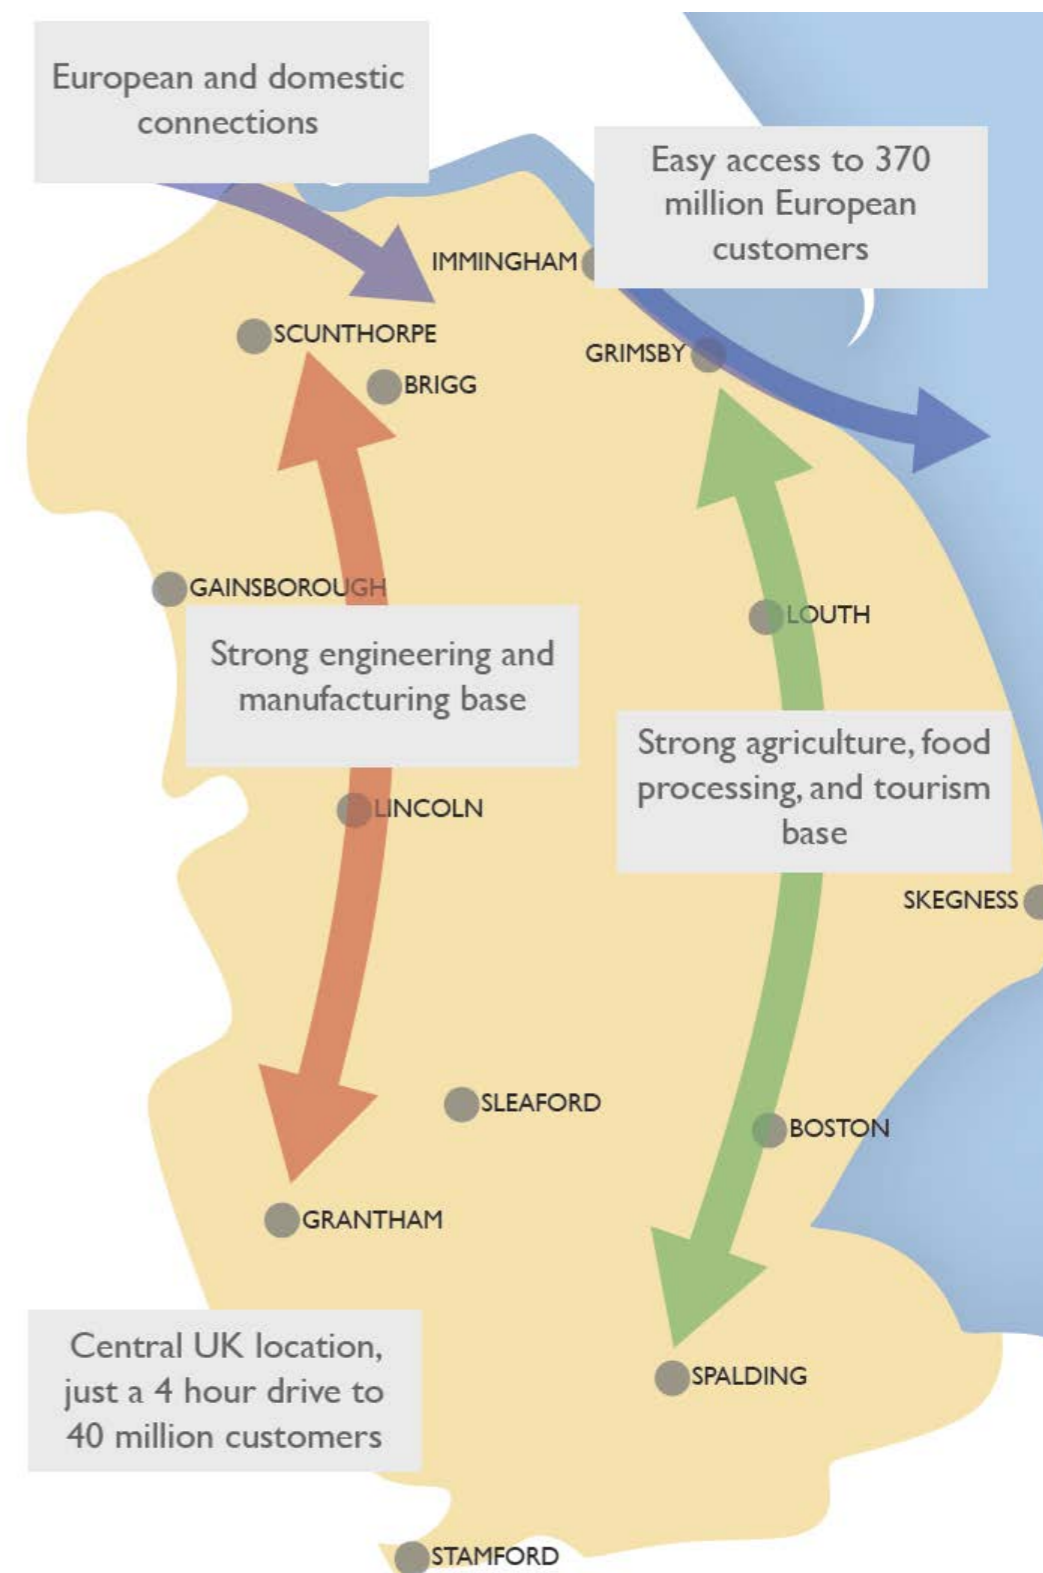 European and domestic
connections
Easy access to 370
million European
customers
IMMINGHAM
SCUNTHORPE
GRIMSBY
BRIGG
GAINSBOROUGH
LOUTH
Strong engineering and
manufacturing base
Strong agriculture, food
processing, and tourism
base
LINCOLN
SKEGNESS
SLEAFORD
BOSTON
GRANTHAM
Central UK location,
just a 4 hour drive to
40 million customers
SPALDING
STAMFORD